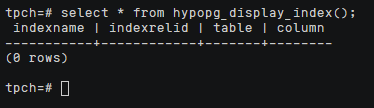 tpch=# select * from hypopg_display_index();
 indexname | indexrelid | table | column
-----------+------------+-------+--------
(0 rows)
tpch=#